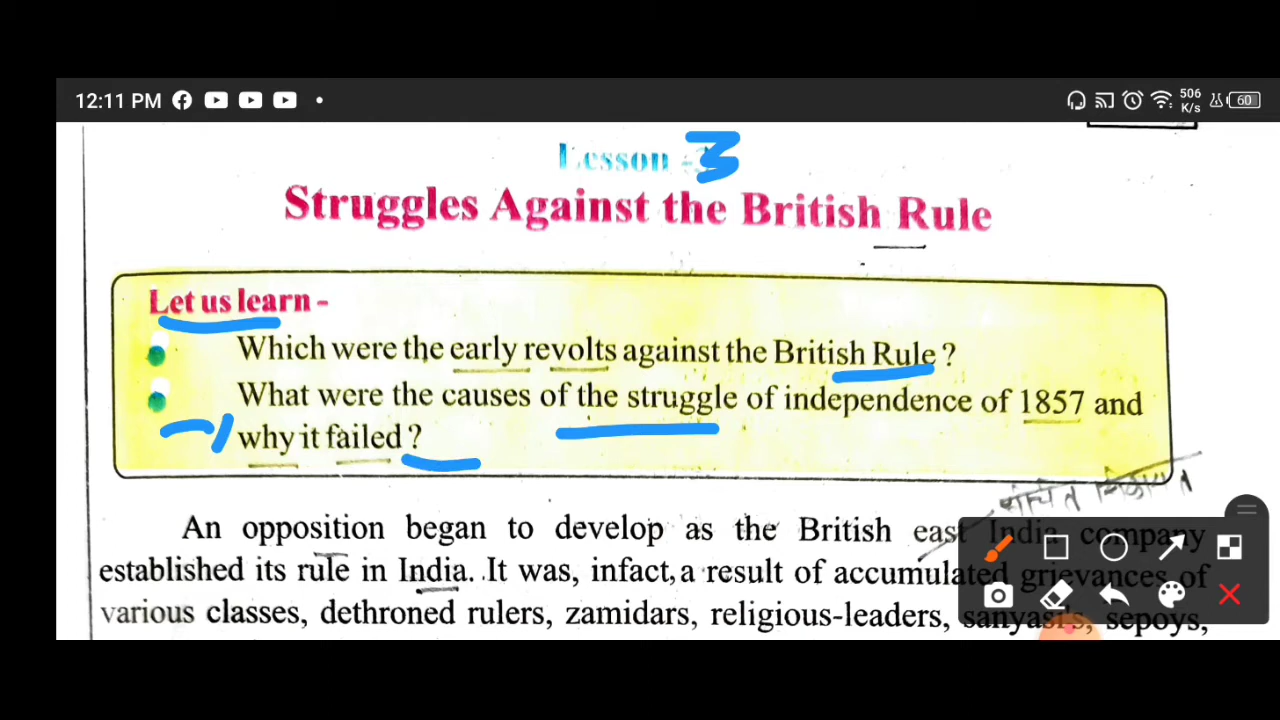 12:11 PM
506
K/s
60
Lesson -3
Struggles Against the British Rule
Let us learn -
Which were the early revolts against the British Rule ?
What were the causes of the struggle of independence of 1857 and
why it failed ?
संचित शिकायत
An opposition began to develop as the British east India company
established its rule in India. It was, infact, a result of accumulated grievances of
various classes, dethroned rulers, zamidars, religious-leaders, sanyasi's, sepoys,